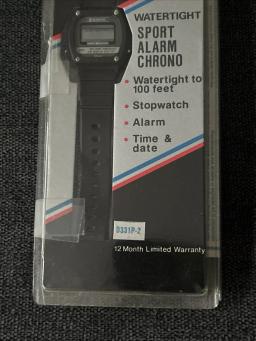 WATERTIGHT
SPORT
ALARM
CHRONO
• Watertight to
100 feet
• Stopwatch
• Alarm
• Time &
date
D331P-2
12 Month Limited Warranty